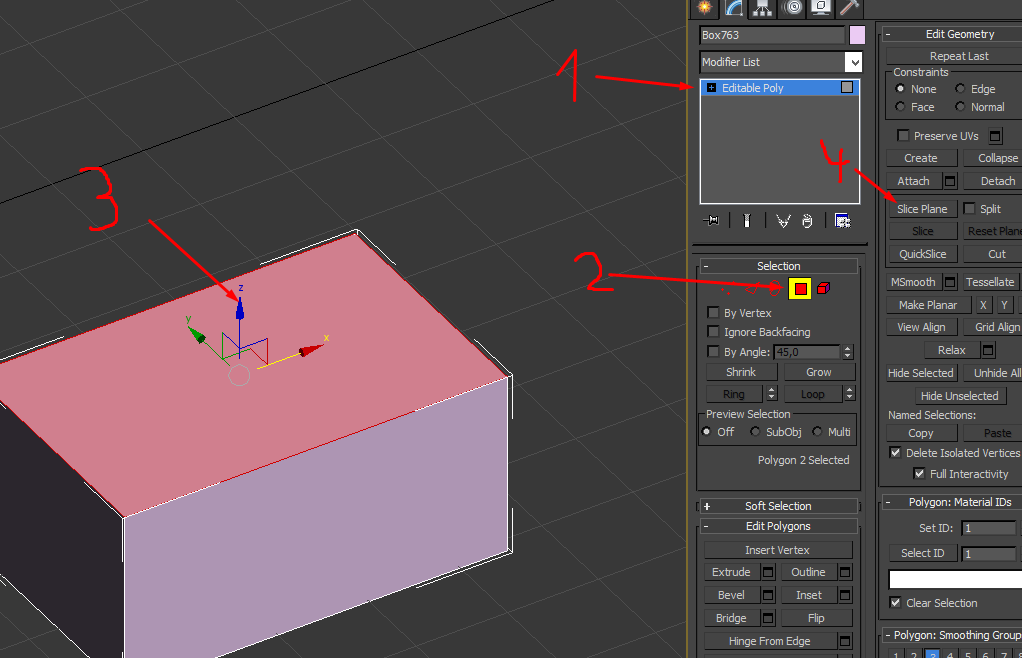 Box763
- Edit Geometry
Modifier List
Repeat Last
Constraints
1
None
Edge
Editable Poly
Face
Normal
Preserve UVs
4
Create
Collapse
3
Attach
Detach
Slice Plane
Split
Slice
Reset Plane
QuickSlice
Cut
2
- Selection
MSmooth
Tessellate
z
By Vertex
Make Planar
X
Y
y
x
Ignore Backfacing
View Align
Grid Align
By Angle: 45,0
Relax
Shrink
Grow
Hide Selected
Unhide All
Ring
Loop
Hide Unselected
Preview Selection
Named Selections:
Off
SubObj
Multi
Copy
Paste
Delete Isolated Vertices
Polygon 2 Selected
Full Interactivity
+ Soft Selection
- Polygon: Material IDs
- Edit Polygons
Set ID: 1
Insert Vertex
Select ID 1
Extrude
Outline
Bevel
Inset
Clear Selection
Bridge
Flip
Hinge From Edge
- Polygon: Smoothing Group
1 2 3 4 5 6 7 8